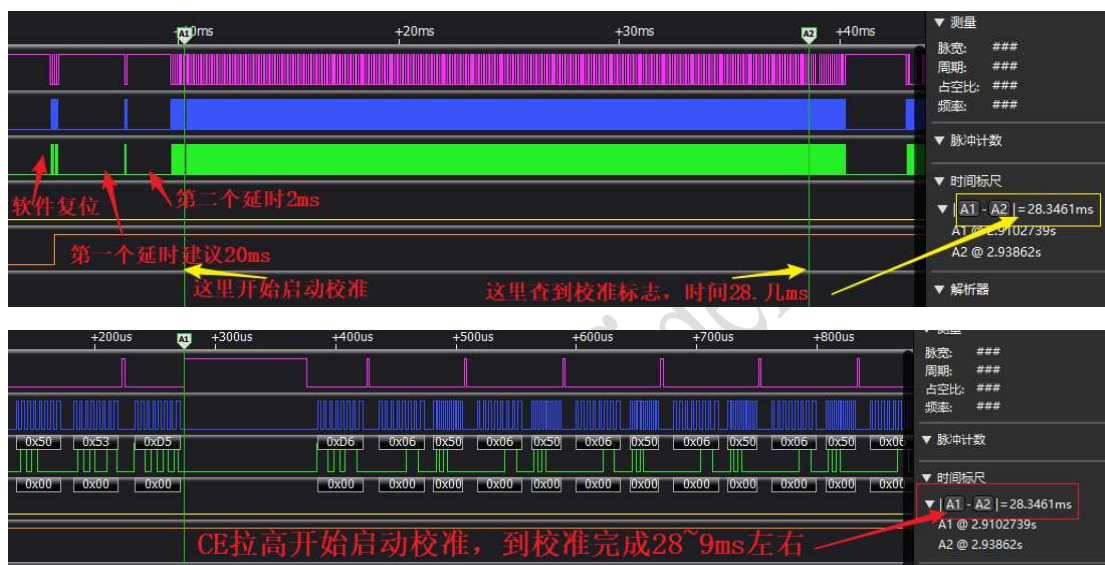 +10ms
+20ms
+30ms
+40ms
A1
A2
▼ 测量
脉宽: ###
周期: ###
占空比: ###
频率: ###
▼ 脉冲计数
▼ 时间标尺
▼ | A1 - A2 |=28.3461ms
A1 @ 2.9102739s
A2 @ 2.93862s
▼ 解析器
软件复位
第二个延时2ms
第一个延时建议20ms
这里开始启动校准
这里查到校准标志,时间28.几ms
+200us
A1
+300us
+400us
+500us
+600us
+700us
+800us
脉宽: ###
周期: ###
占空比: ###
频率: ###
▼ 脉冲计数
▼ 时间标尺
▼ | A1 - A2 |=28.3461ms
A1 @ 2.9102739s
A2 @ 2.93862s
0x50 0x53 0xD5 0xD6 0x06 0x50 0x06 0x50 0x06 0x50 0x06 0x50 0x06 0x50 0x06
0x00 0x00 0x00 0x00 0x00 0x00 0x00 0x00 0x00 0x00 0x00 0x00 0x00 0x00 0x00
CE拉高开始启动校准,到校准完成28~9ms左右